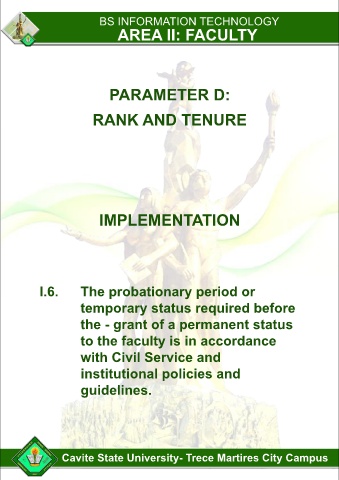 BS INFORMATION TECHNOLOGY
AREA II: FACULTY
PARAMETER D:
RANK AND TENURE
IMPLEMENTATION
I.6. The probationary period or
temporary status required before
the - grant of a permanent status
to the faculty is in accordance
with Civil Service and
institutional policies and
guidelines.
Cavite State University- Trece Martires City Campus